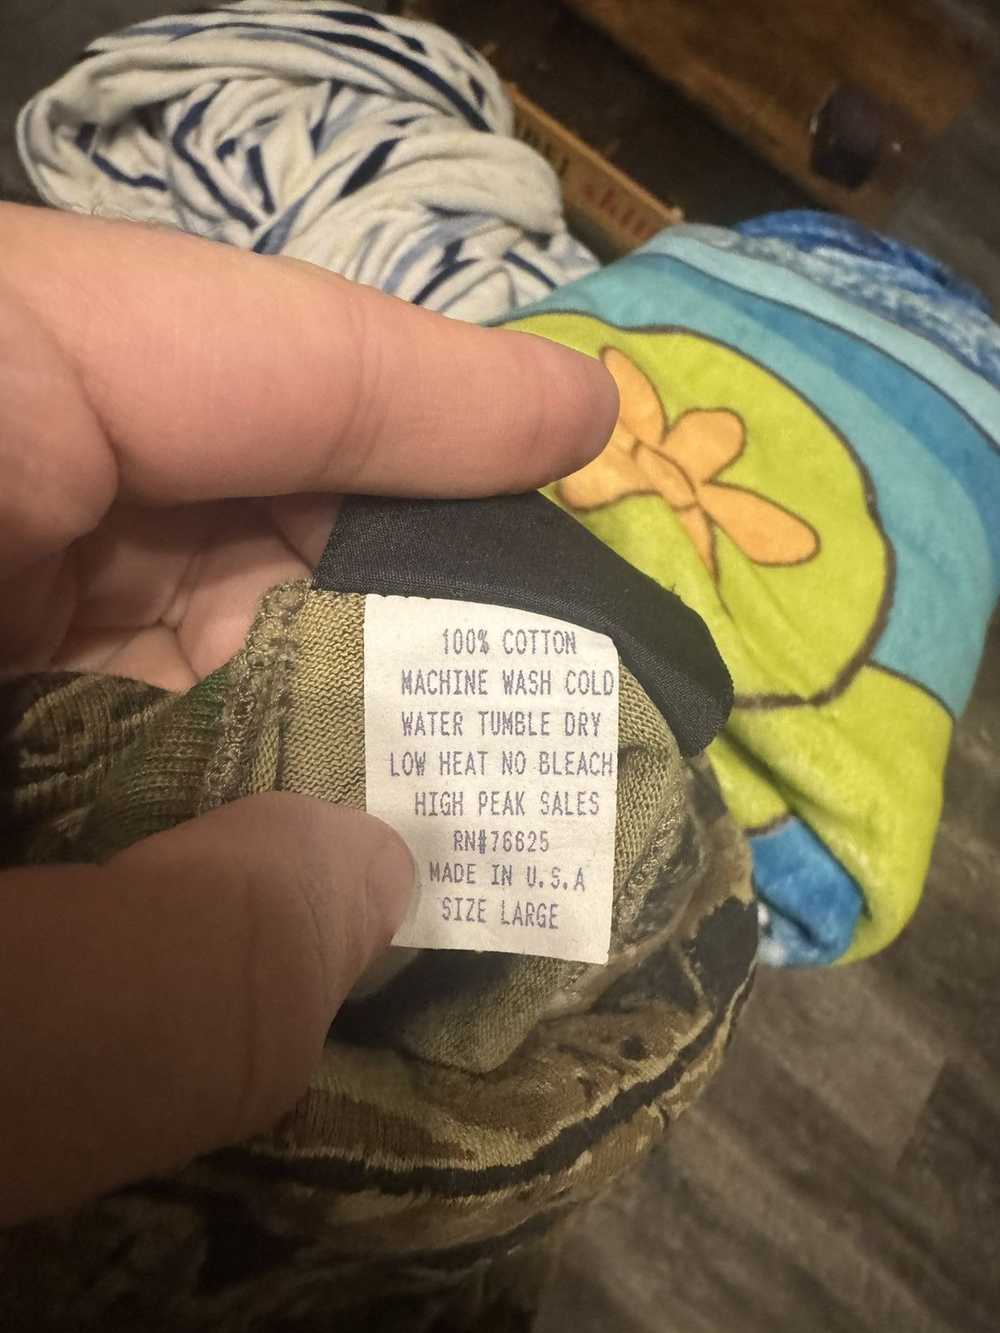 100% COTTON
MACHINE WASH COLD
WATER TUMBLE DRY
LOW HEAT NO BLEACH
HIGH PEAK SALES
RN#76625
MADE IN U.S.A
SIZE LARGE